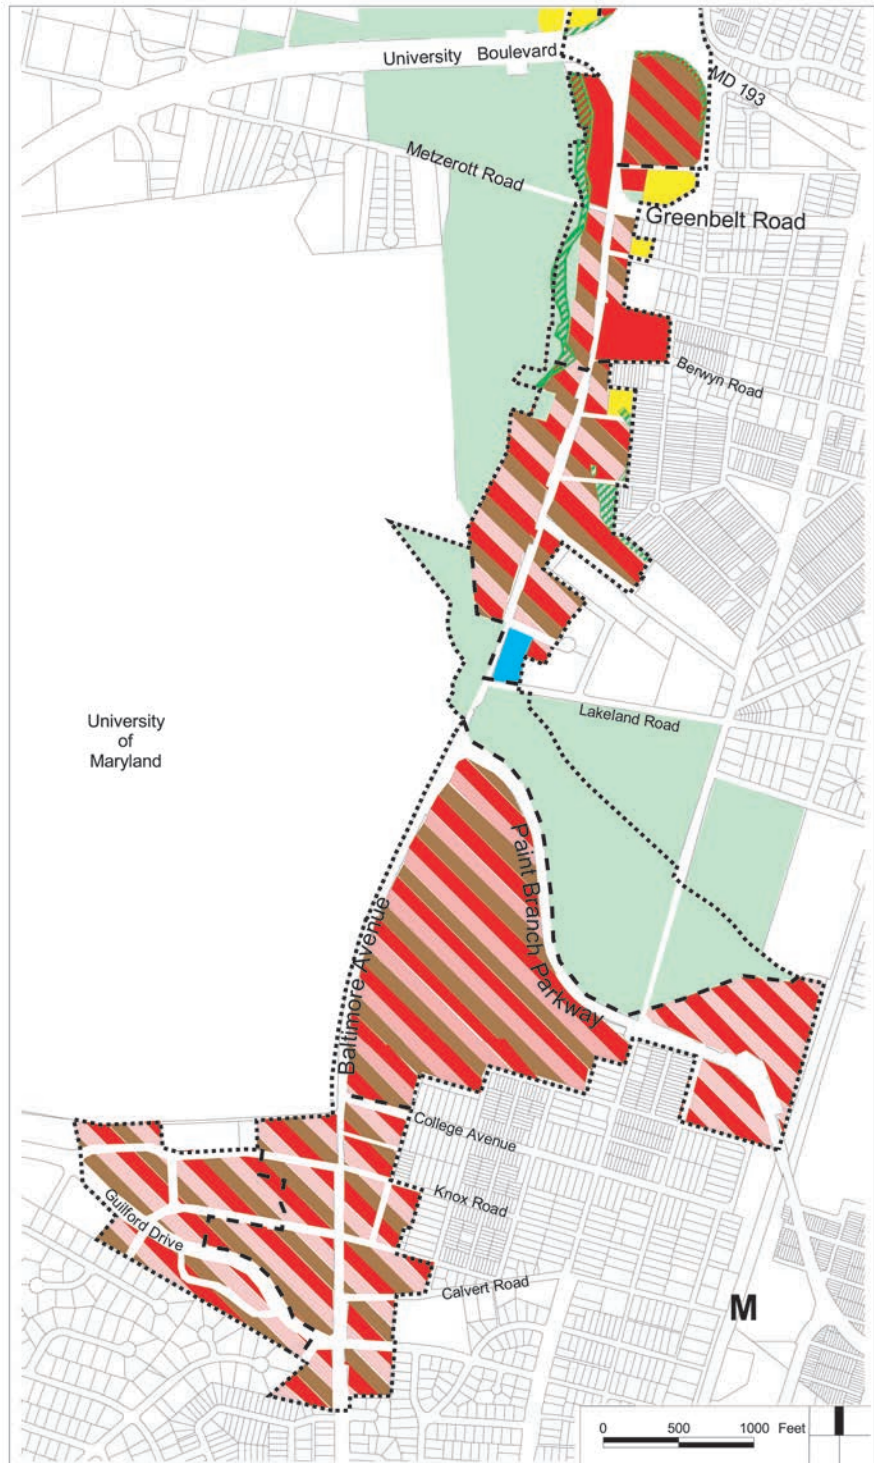 University Boulevard
MD 193
Metzerott Road
Greenbelt Road
Berwyn Road
Lakeland Road
University
of
Maryland
Paint Branch Parkway
Baltimore Avenue
College Avenue
Knox Road
Guilford Drive
Calvert Road
M
0 500 1000 Feet